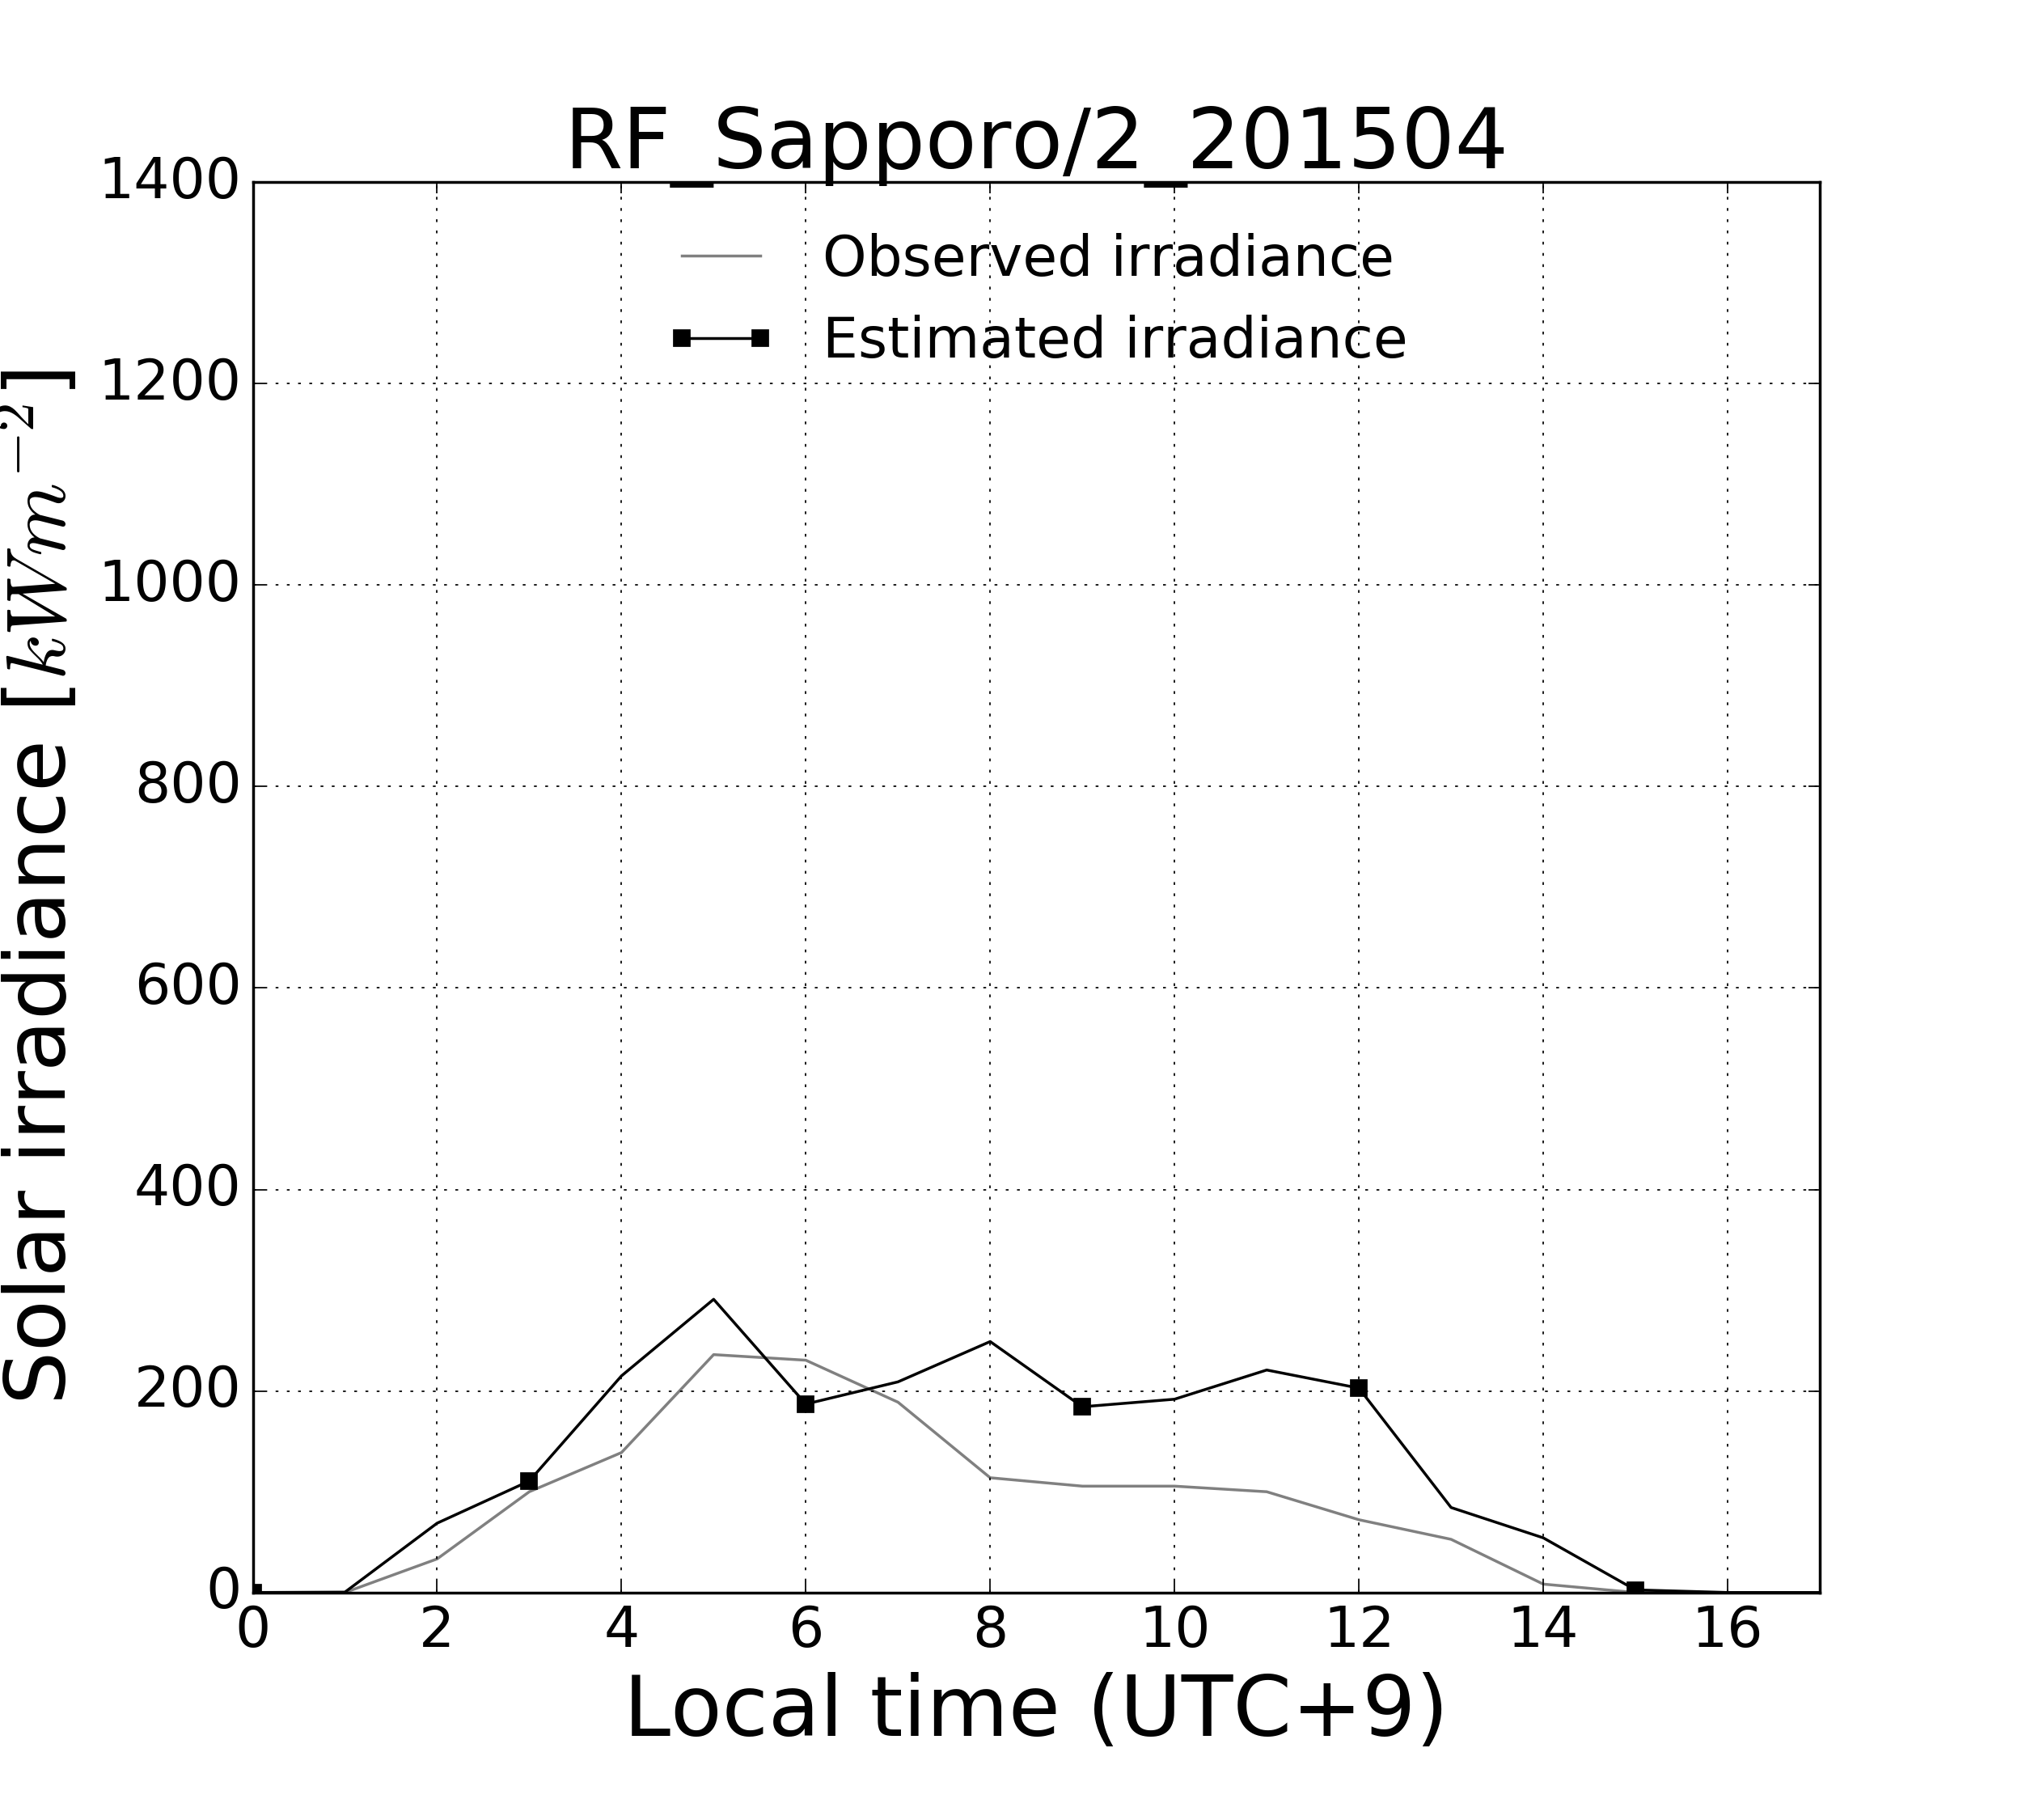 RF_Sapporo/2_201504
Observed irradiance
Estimated irradiance
Solar irradiance [kWm^{-2}]
1400
1200
1000
800
600
400
200
0
0 2 4 6 8 10 12 14 16
Local time (UTC+9)